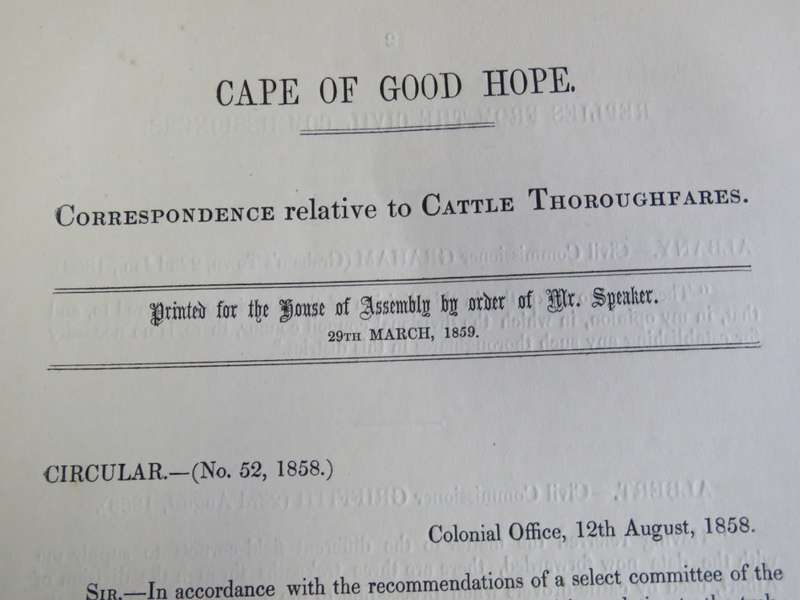 CAPE OF GOOD HOPE.
CORRESPONDENCE relative to CATTLE THOROUGHFARES.
Printed for the House of Assembly by order of Mr. Speaker.
29TH MARCH, 1859.
CIRCULAR.—(No. 52, 1858.)
Colonial Office, 12th August, 1858.
SIR.—In accordance with the recommendations of a select committee of the